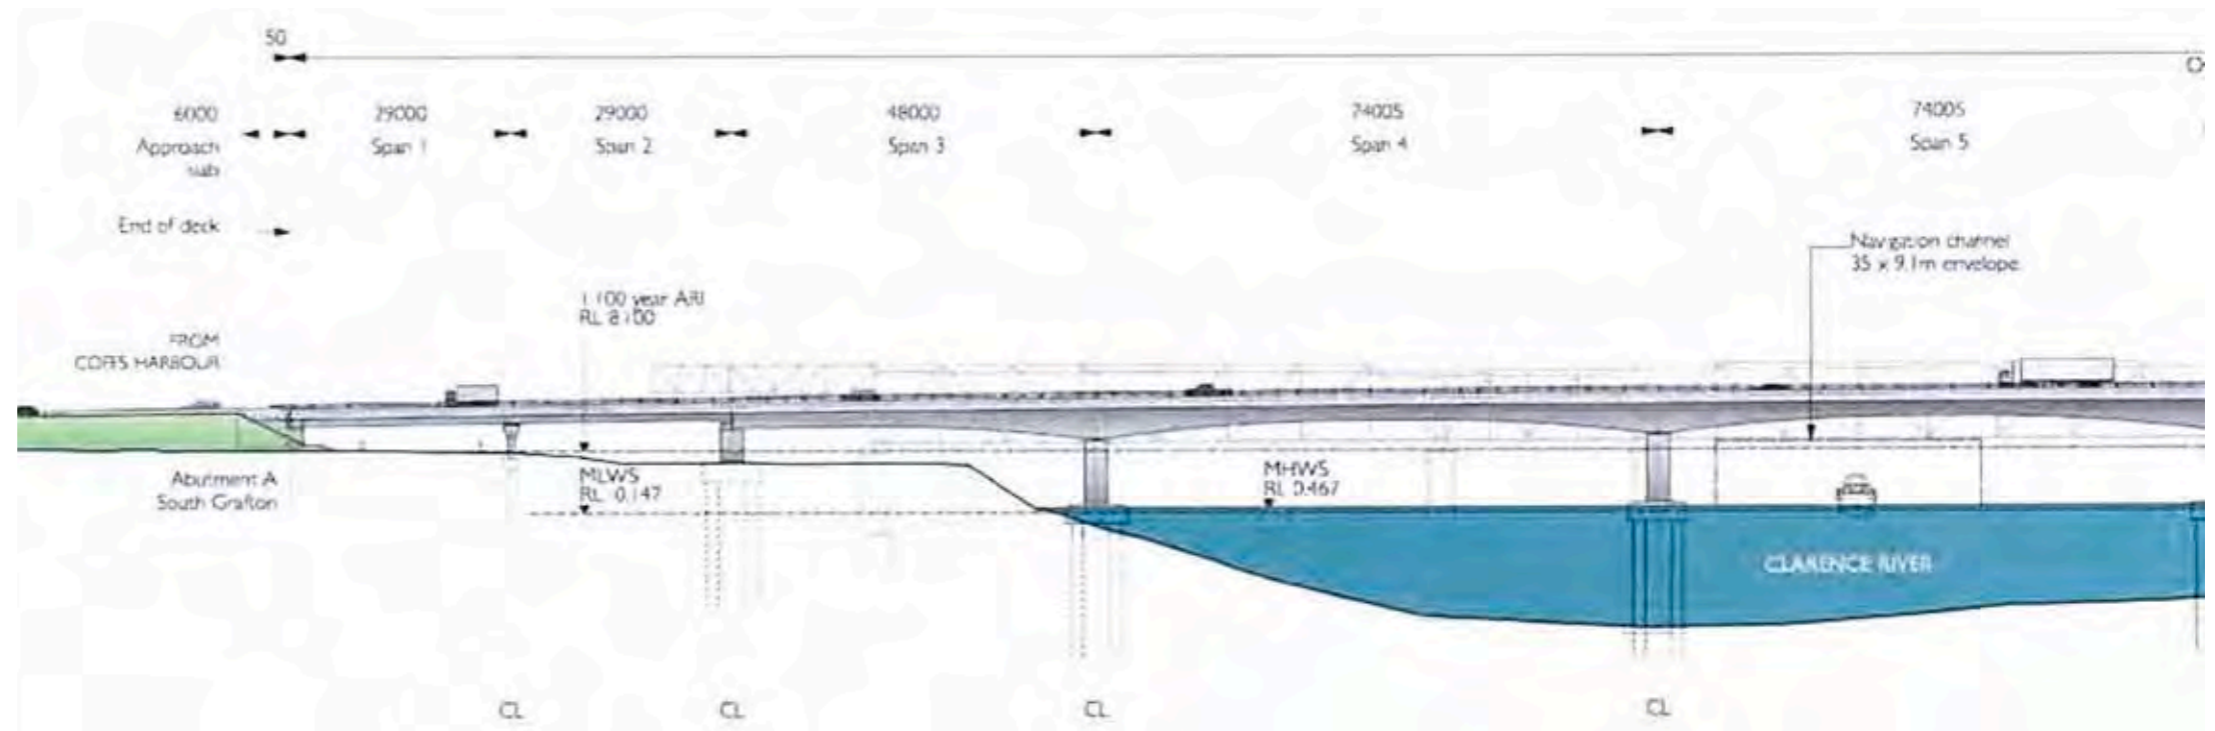 50
6000
29000
29000
48000
74005
74005
Approach
slab
Span 1
Span 2
Span 3
Span 4
Span 5
End of deck
Navigation channel
35 x 9.1m envelope
1:100 year ARI
RL 8.100
FROM
COFFS HARBOUR
Abutment A
South Grafton
MLWS
RL 0.147
MHWS
RL 0.467
CLARENCE RIVER
CL
CL
CL
CL